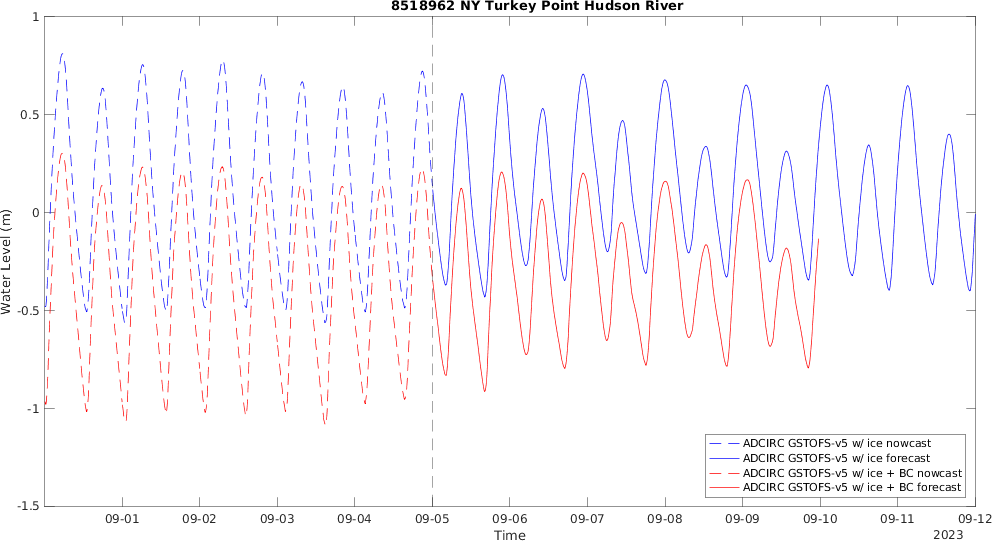 8518962 NY Turkey Point Hudson River
1
0.5
0
-0.5
-1
-1.5
Water Level (m)
ADCIRC GSTOFS-v5 w/ ice nowcast
ADCIRC GSTOFS-v5 w/ ice forecast
ADCIRC GSTOFS-v5 w/ ice + BC nowcast
ADCIRC GSTOFS-v5 w/ ice + BC forecast
09-01 09-02 09-03 09-04 09-05 09-06 09-07 09-08 09-09 09-10 09-11 09-12
Time
2023